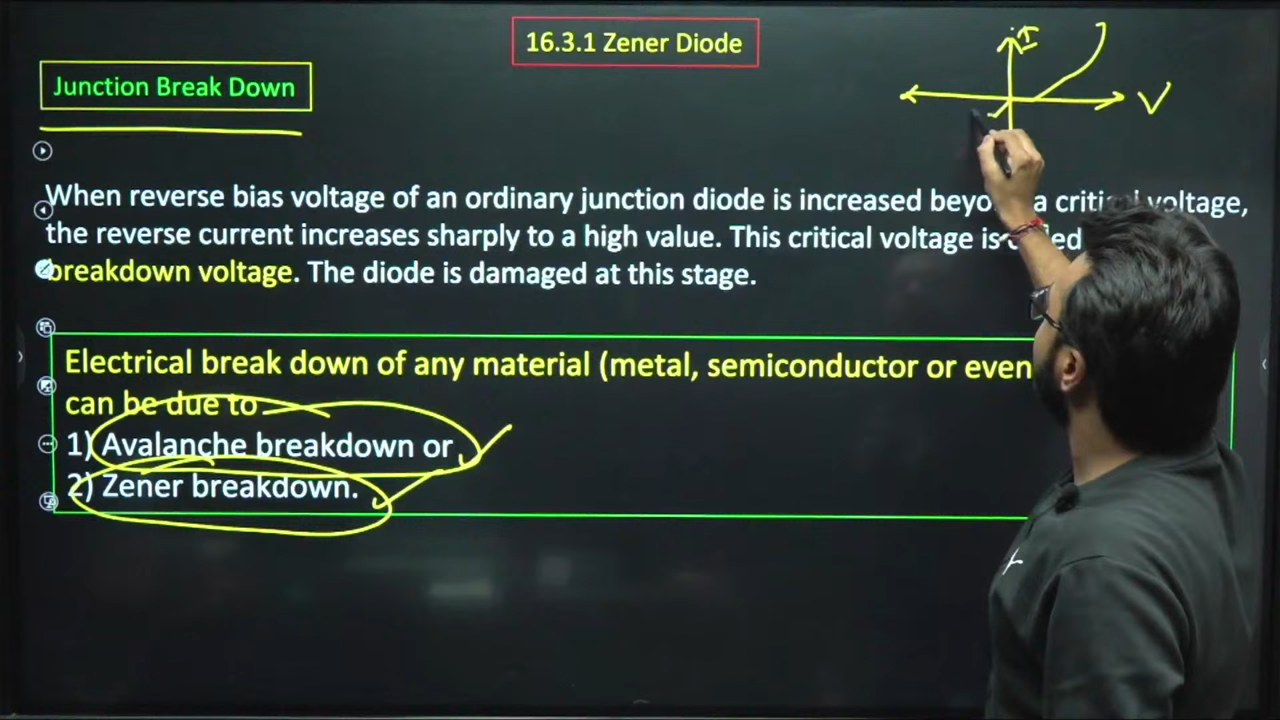 16.3.1 Zener Diode
I
V
Junction Break Down
When reverse bias voltage of an ordinary junction diode is increased a voltage,
the reverse current increases sharply to a high value. This critical voltage is
breakdown voltage. The diode is damaged at this stage.
Electrical break down of any material (metal, semiconductor or even
can be due to
1) Avalanche breakdown or
2) Zener breakdown.